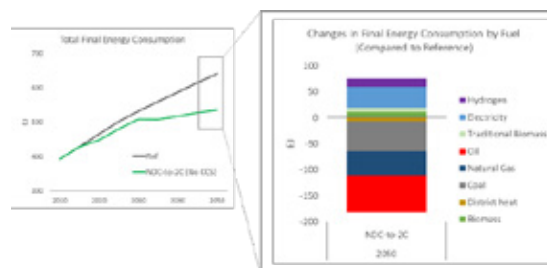 Total Final Energy Consumption
700
600
500
400
300
EJ
Ref
NDC-to-2C (No CCS)
2010 2020 2030 2040 2050
Changes in Final Energy Consumption by Fuel
(Compared to Reference)
100
50
0
-50
-100
-150
-200
EJ
NDC-to-2C
2050
Hydrogen
Electricity
Traditional Biomass
Oil
Natural Gas
Coal
District heat
Biomass